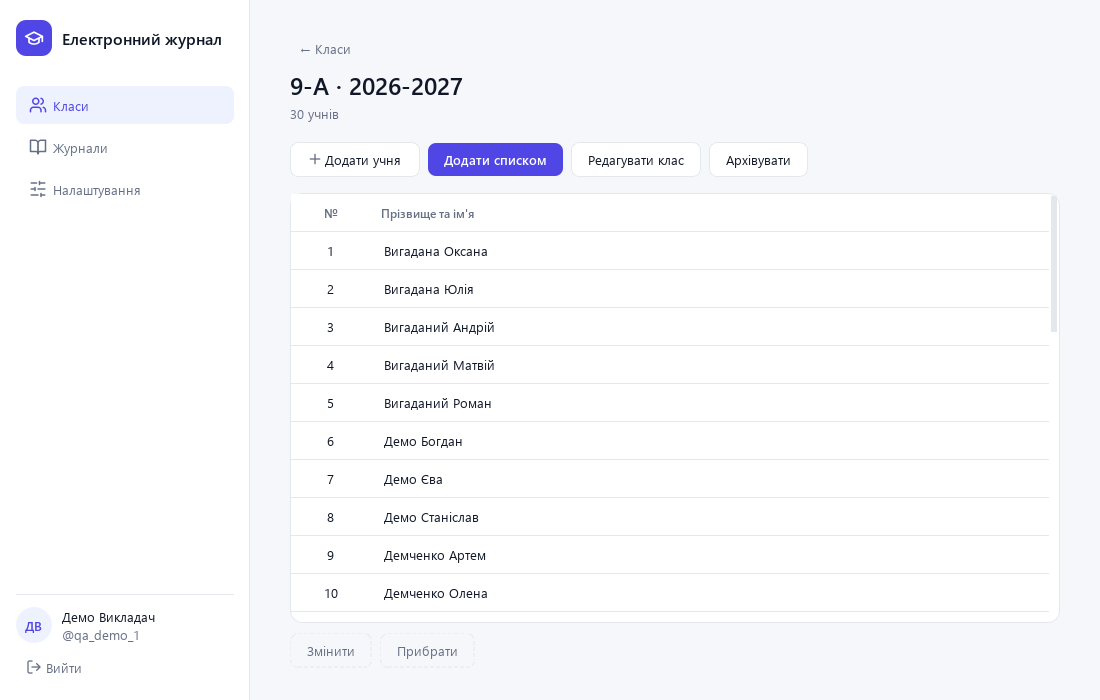 Електронний журнал
Класи
Журнали
Налаштування
Демо Викладач
ДВ
@qa_demo_1
Вийти
← Класи
9-А · 2026-2027
30 учнів
Додати учня
Додати списком
Редагувати клас
Архівувати
№ Прізвище та ім'я
1 Вигадана Оксана
2 Вигадана Юлія
3 Вигаданий Андрій
4 Вигаданий Матвій
5 Вигаданий Роман
6 Демо Богдан
7 Демо Єва
8 Демо Станіслав
9 Демченко Артем
10 Демченко Олена
Змінити
Прибрати